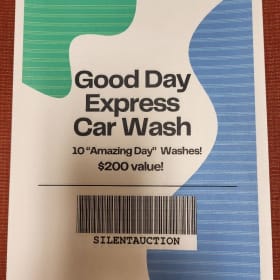 Good Day
Express
Car Wash
10 "Amazing Day" Washes!
$200 value!
SILENTAUCTION